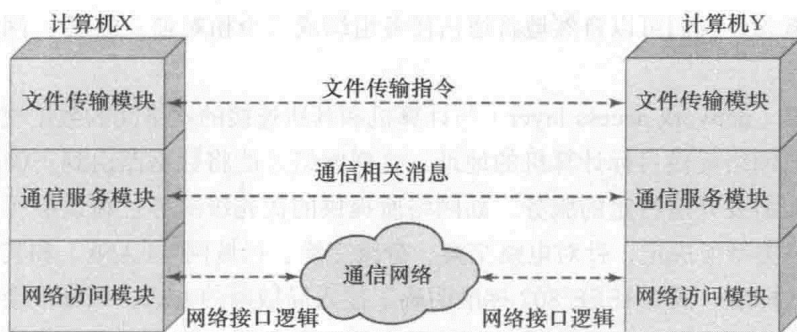 计算机X
计算机Y
文件传输模块
文件传输指令
文件传输模块
通信服务模块
通信相关消息
通信服务模块
网络访问模块
通信网络
网络访问模块
网络接口逻辑
网络接口逻辑